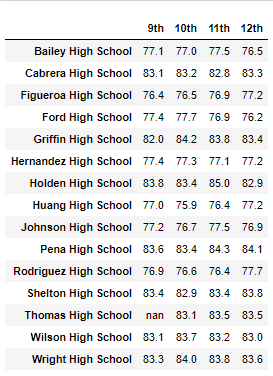 9th 10th 11th 12th
Bailey High School 77.1 77.0 77.5 76.5
Cabrera High School 83.1 83.2 82.8 83.3
Figueroa High School 76.4 76.5 76.9 77.2
Ford High School 77.4 77.7 76.9 76.2
Griffin High School 82.0 84.2 83.8 83.4
Hernandez High School 77.4 77.3 77.1 77.2
Holden High School 83.8 83.4 85.0 82.9
Huang High School 77.0 75.9 76.4 77.2
Johnson High School 77.2 76.7 77.5 76.9
Pena High School 83.6 83.4 84.3 84.1
Rodriguez High School 76.9 76.6 76.4 77.7
Shelton High School 83.4 82.9 83.4 83.8
Thomas High School nan 83.1 83.5 83.5
Wilson High School 83.1 83.7 83.2 83.0
Wright High School 83.3 84.0 83.8 83.6